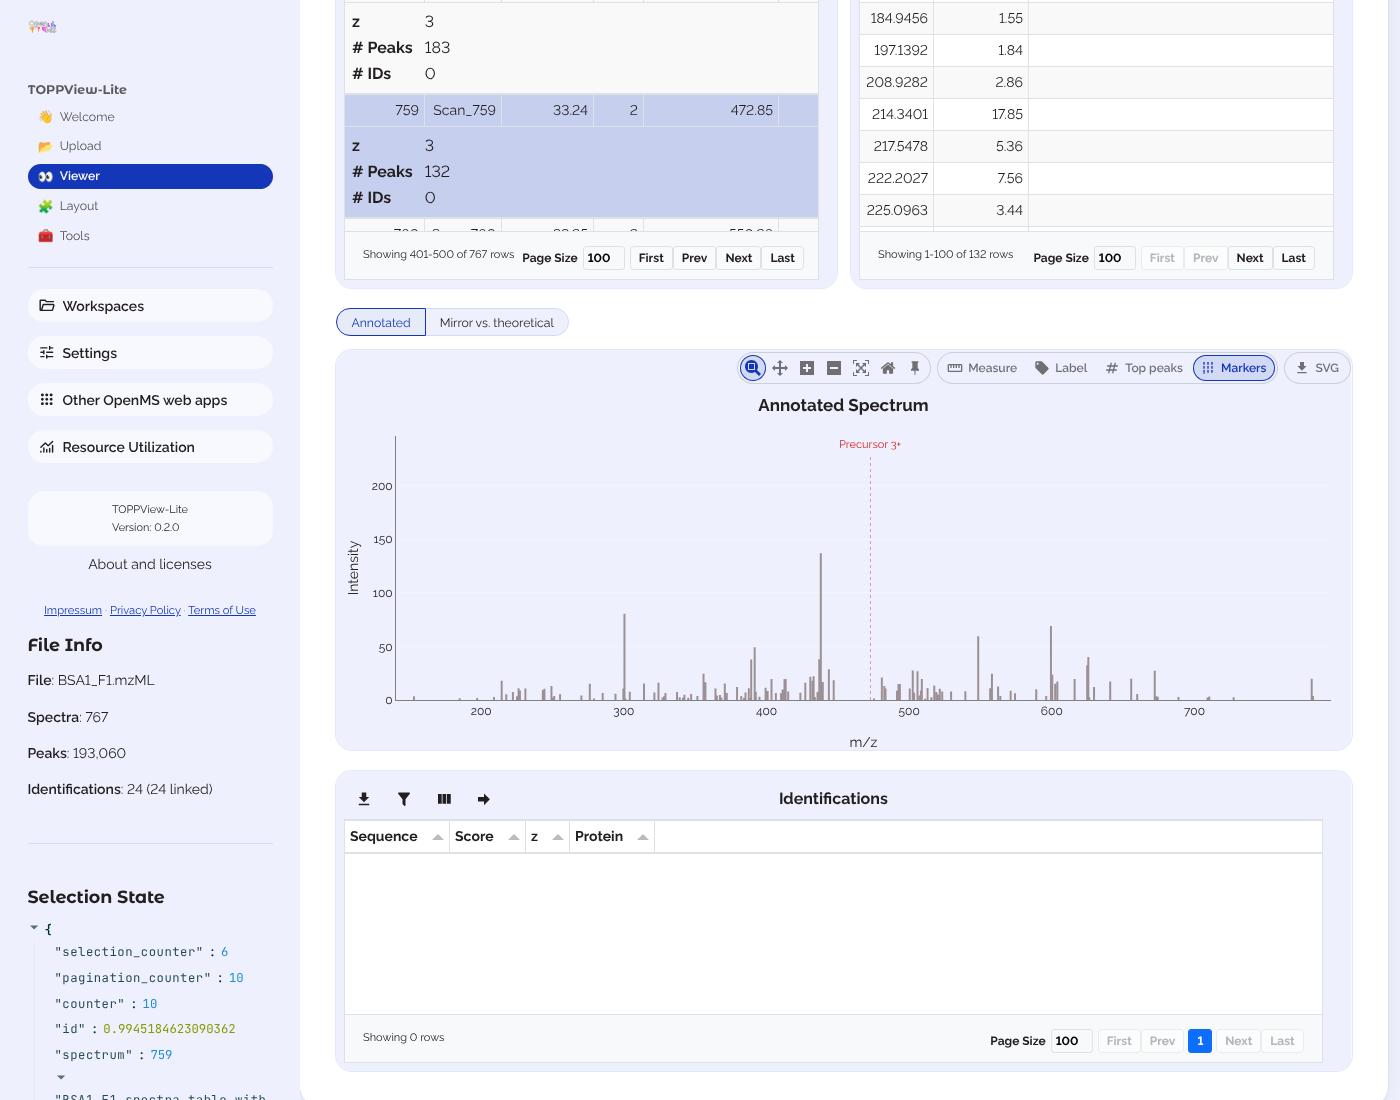 TOPPView-Lite
Welcome
Upload
Viewer
Layout
Tools
Workspaces
Settings
Other OpenMS web apps
Resource Utilization
TOPPView-Lite
Version: 0.2.0
About and licenses
Impressum · Privacy Policy · Terms of Use
File Info
File: BSA1_F1.mzML
Spectra: 767
Peaks: 193,060
Identifications: 24 (24 linked)
Selection State
{
"selection_counter" : 6
"pagination_counter" : 10
"counter" : 10
"id" : 0.9945184623090362
"spectrum" : 759
z 3
# Peaks 183
# IDs 0
759 Scan_759 33.24 2 472.85
z 3
# Peaks 132
# IDs 0
Showing 401-500 of 767 rows Page Size 100 First Prev Next Last
184.9456 1.55
197.1392 1.84
208.9282 2.86
214.3401 17.85
217.5478 5.36
222.2027 7.56
225.0963 3.44
Showing 1-100 of 132 rows Page Size 100 First Prev Next Last
Annotated Mirror vs. theoretical
Measure Label # Top peaks Markers SVG
Annotated Spectrum
Precursor 3+
200
150
100
50
0
Intensity
200 300 400 500 600 700
m/z
Identifications
Sequence Score z Protein
Showing 0 rows
Page Size 100 First Prev 1 Next Last